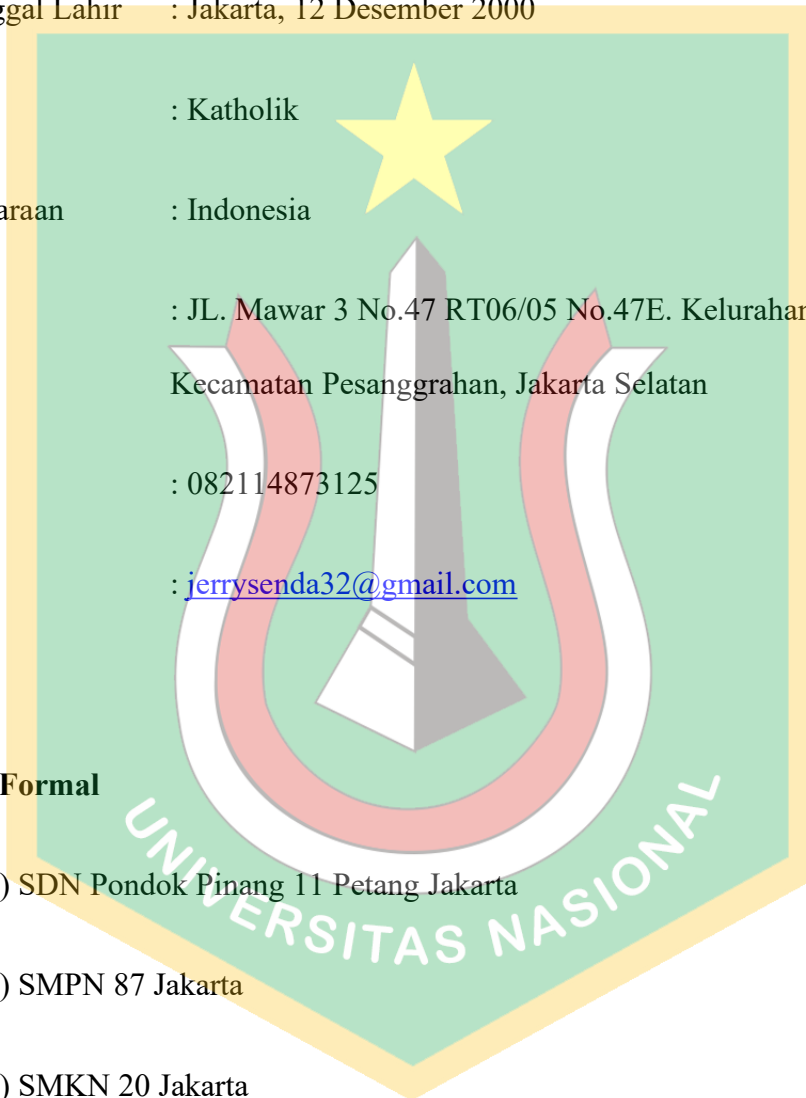 ggal Lahir : Jakarta, 12 Desember 2000
: Katholik
araan : Indonesia
: JL. Mawar 3 No.47 RT06/05 No.47E. Kelurahan
Kecamatan Pesanggrahan, Jakarta Selatan
: 082114873125
: jerrysenda32@gmail.com
Formal
) SDN Pondok Pinang 11 Petang Jakarta
UNIVERSITAS NASIONAL
) SMPN 87 Jakarta
) SMKN 20 Jakarta